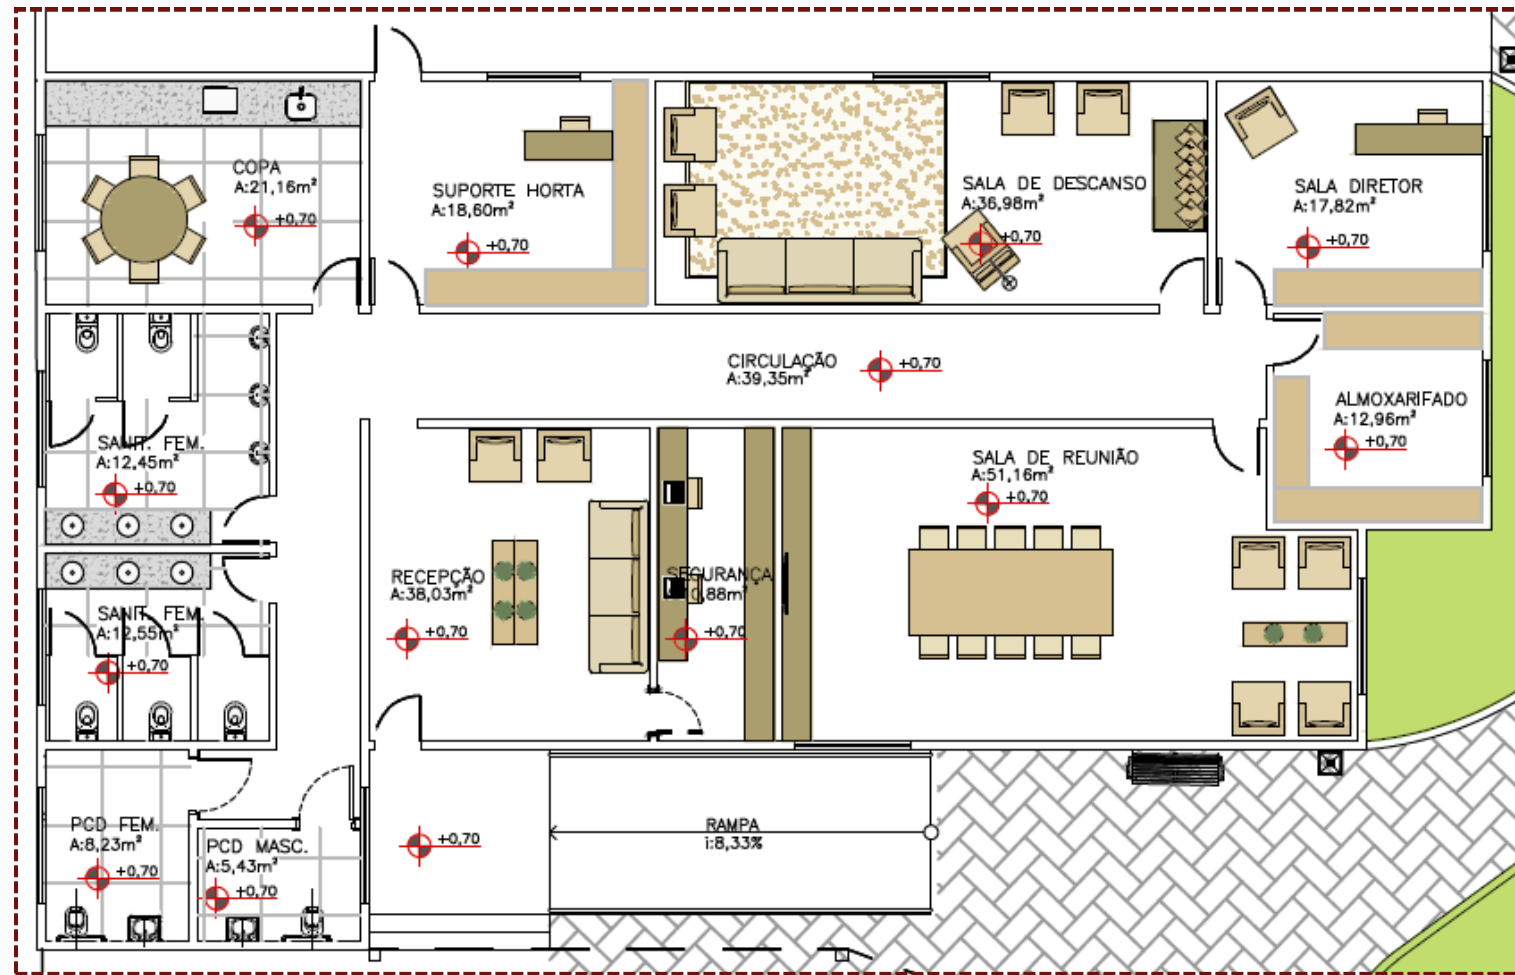 COPA
A:21,16m²
+0,70
SUPORTE HORTA
A:18,60m²
+0,70
SALA DE DESCANSO
A:36,98m²
+0,70
SALA DIRETOR
A:17,82m²
+0,70
CIRCULAÇÃO
A:39,35m²
+0,70
ALMOXARIFADO
A:12,96m²
+0,70
SANIT. FEM.
A:12,45m²
+0,70
SALA DE REUNIÃO
A:51,16m²
+0,70
RECEPÇÃO
A:38,03m²
+0,70
SEGURANÇA
0,88m²
+0,70
SANIT. FEM.
A:12,55m²
+0,70
PCD FEM.
A:8,23m²
+0,70
PCD MASC.
A:5,43m²
+0,70
+0,70
RAMPA
i:8,33%